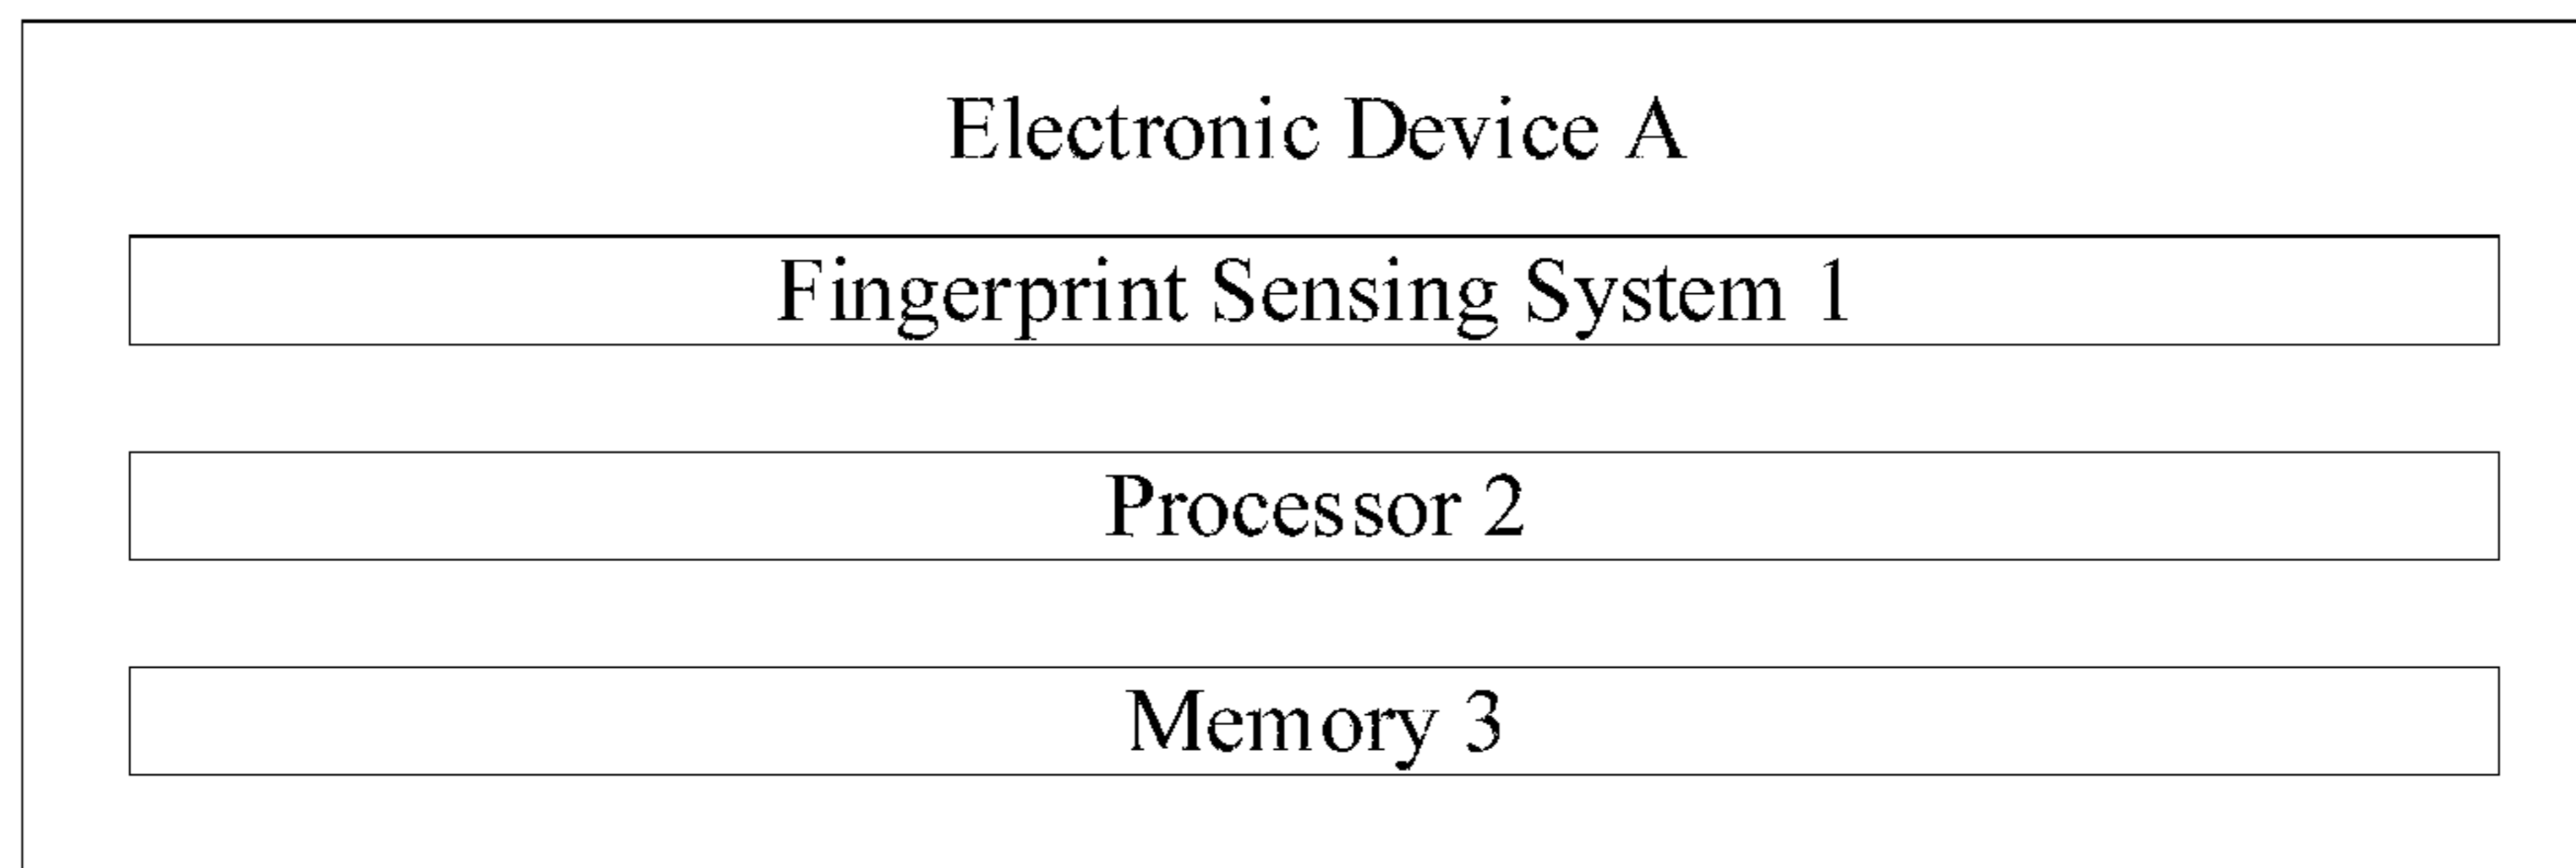 Electronic Device A
Fingerprint Sensing System 1
Processor 2
Memory 3